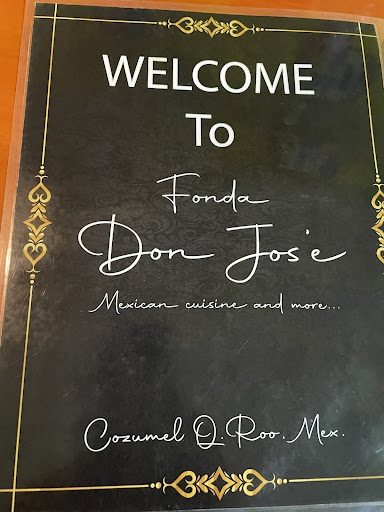 WELCOME
To
Fonda
Don Jos'e
Mexican cuisine and more...
Cozumel Q. Roo. Mex.